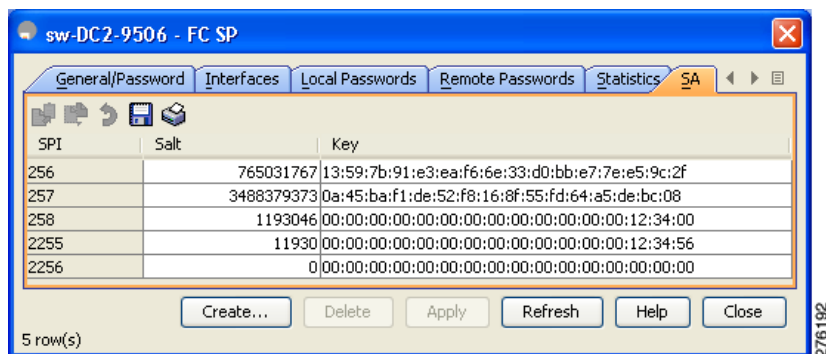 sw-DC2-9506 - FC SP
General/Password Interfaces Local Passwords Remote Passwords Statistics SA
SPI Salt Key
256 765031767 13:59:7b:91:e3:ea:f6:6e:33:d0:bb:e7:7e:e5:9c:2f
257 3488379373 0a:45:ba:f1:de:52:f8:16:8f:55:fd:64:a5:de:bc:08
258 1193046 00:00:00:00:00:00:00:00:00:00:00:00:00:12:34:00
2255 11930 00:00:00:00:00:00:00:00:00:00:00:00:00:12:34:56
2256 0 00:00:00:00:00:00:00:00:00:00:00:00:00:00:00:00
Create... Delete Apply Refresh Help Close
5 row(s)
276192